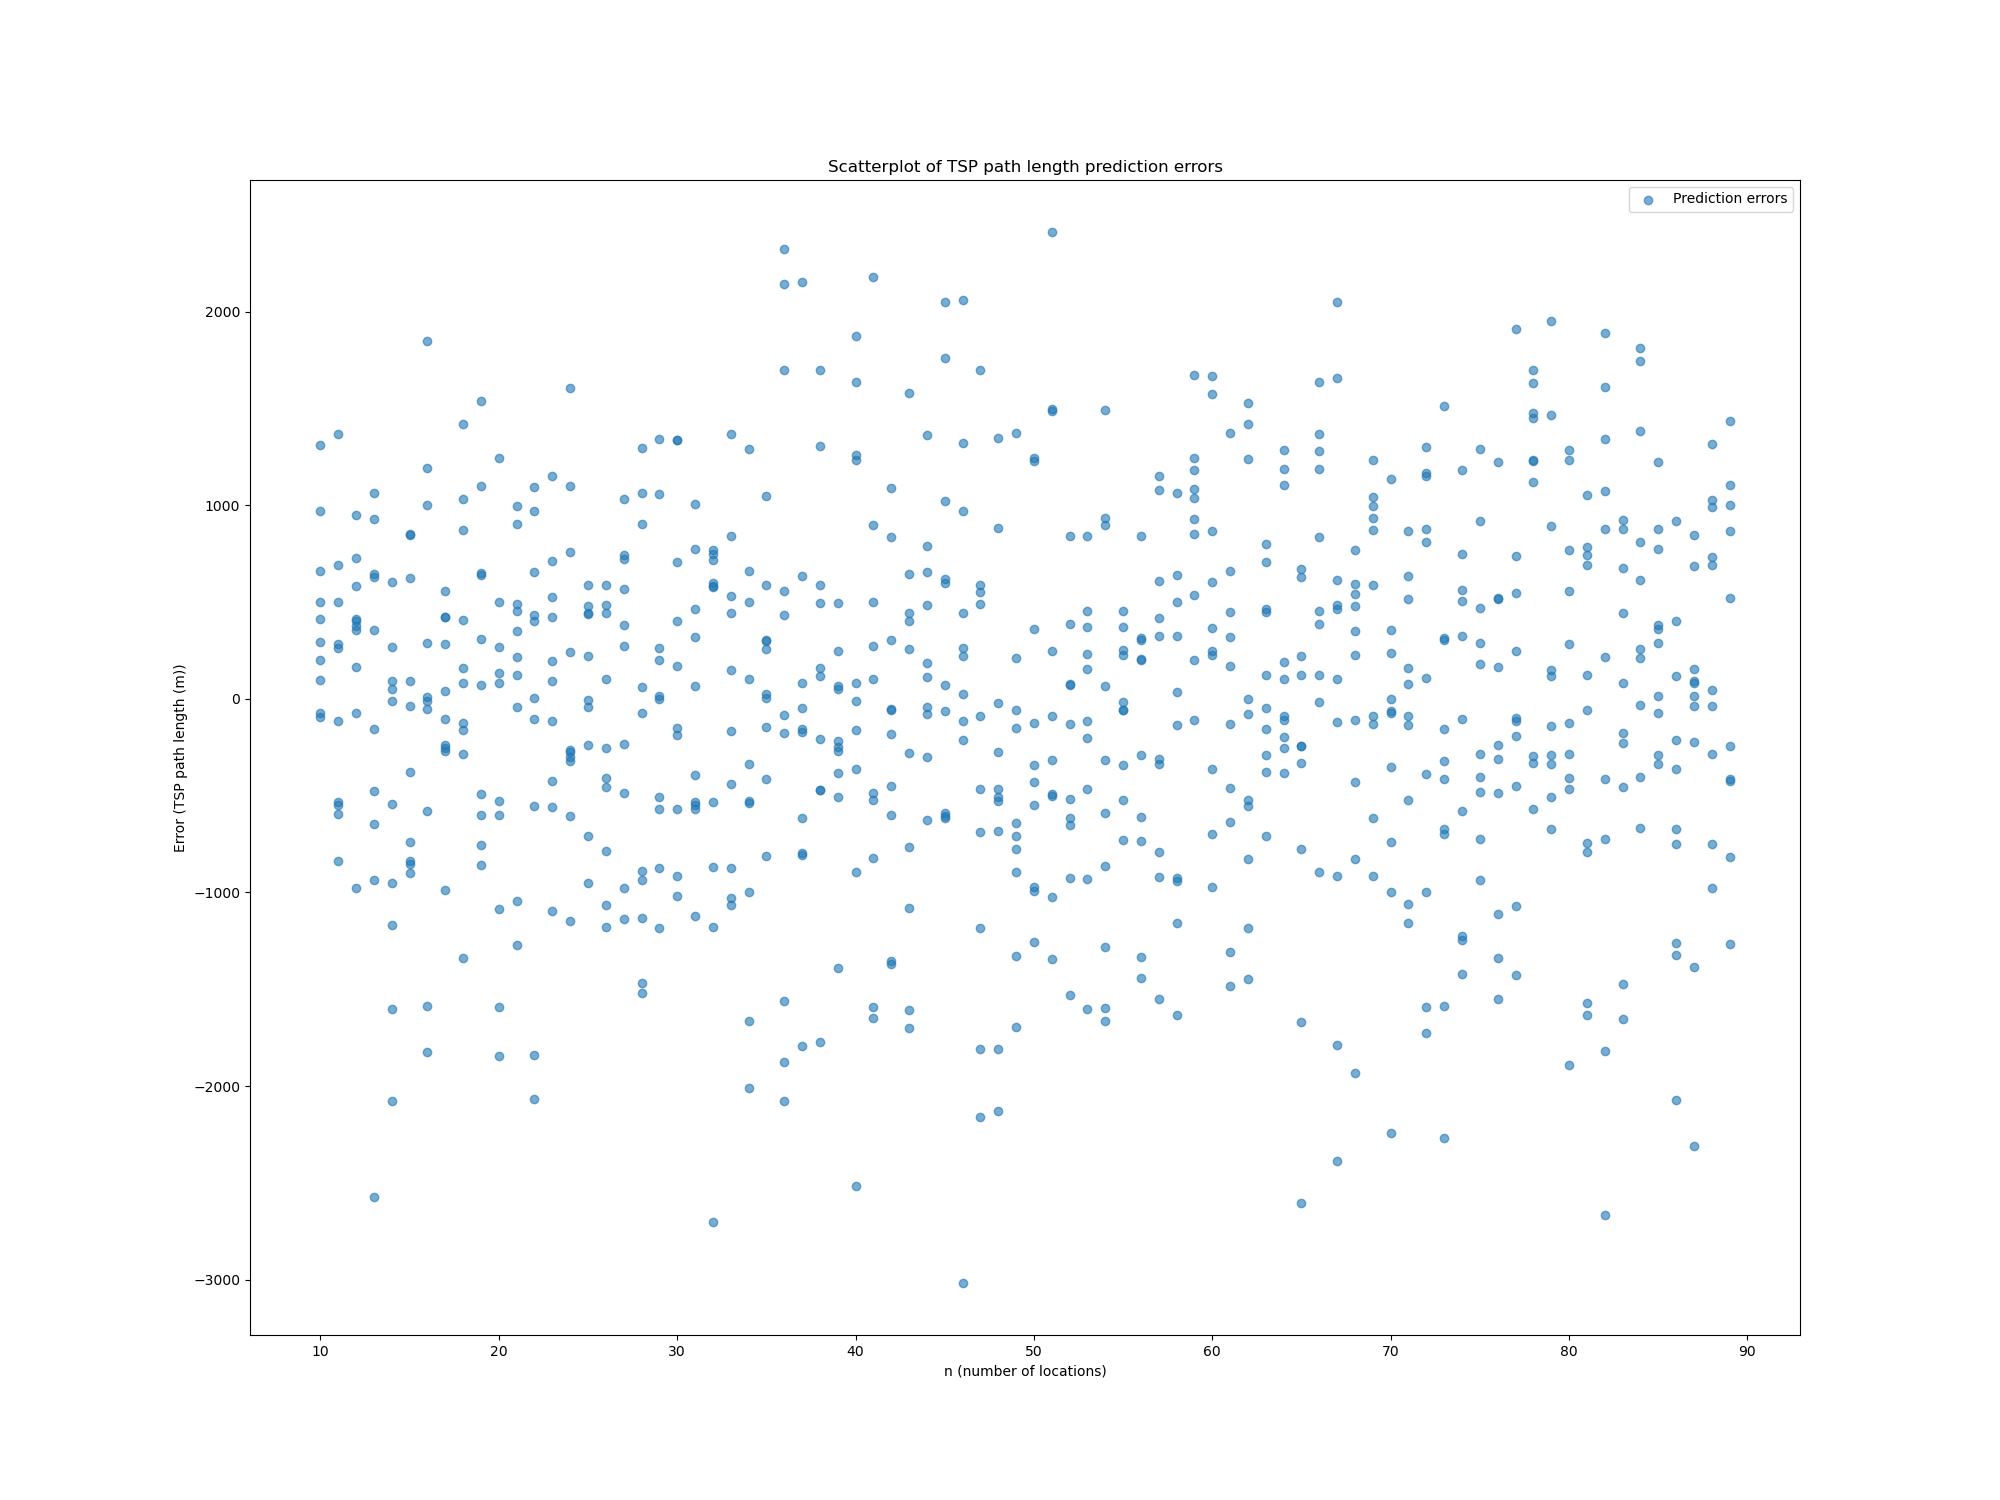 Scatterplot of TSP path length prediction errors
Prediction errors
2000
1000
0
−1000
−2000
−3000
Error (TSP path length (m))
10 20 30 40 50 60 70 80 90
n (number of locations)